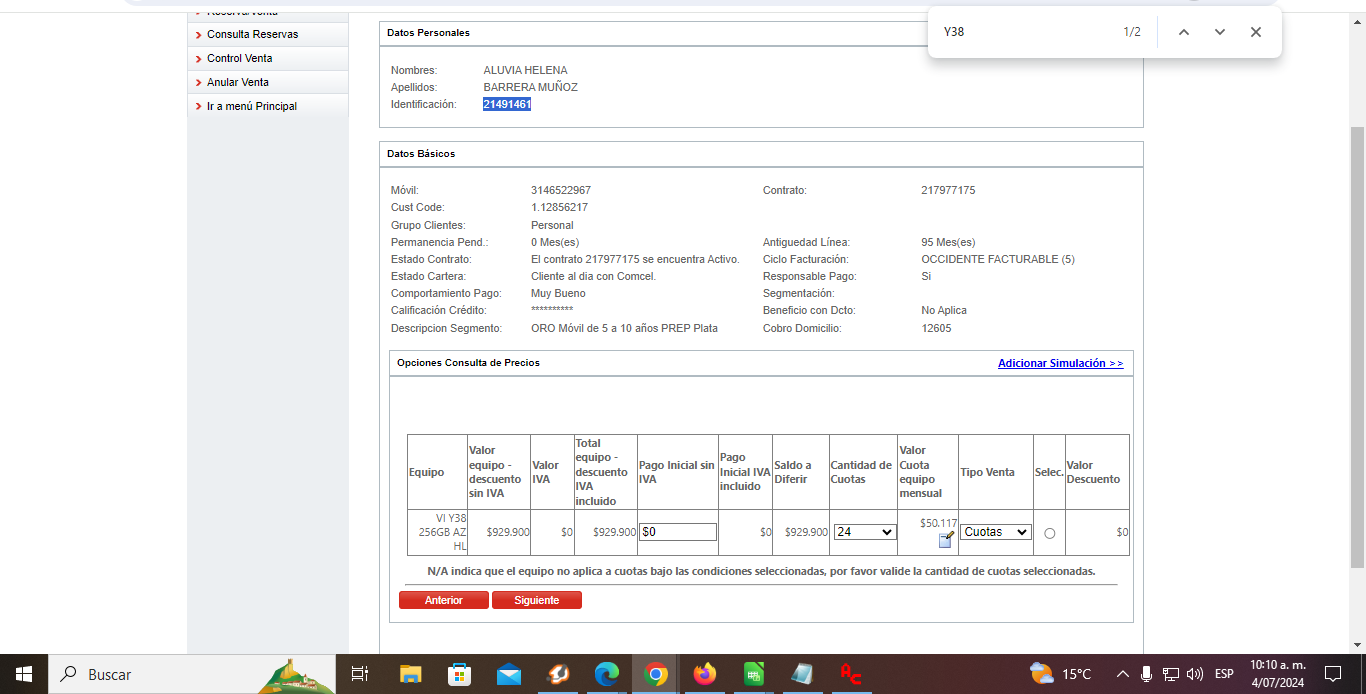 Reserva/Venta
Consulta Reservas
Control Venta
Anular Venta
Ir a menú Principal
Y38
1/2
Datos Personales
Nombres: ALUVIA HELENA
Apellidos: BARRERA MUÑOZ
Identificación: 21491461
Datos Básicos
Móvil: 3146522967 Contrato: 217977175
Cust Code: 1.12856217
Grupo Clientes: Personal
Permanencia Pend.: 0 Mes(es) Antiguedad Línea: 95 Mes(es)
Estado Contrato: El contrato 217977175 se encuentra Activo. Ciclo Facturación: OCCIDENTE FACTURABLE (5)
Estado Cartera: Cliente al dia con Comcel. Responsable Pago: Si
Comportamiento Pago: Muy Bueno Segmentación:
Calificación Crédito: ********** Beneficio con Dcto: No Aplica
Descripcion Segmento: ORO Móvil de 5 a 10 años PREP Plata Cobro Domicilio: 12605
Opciones Consulta de Precios Adicionar Simulación >>
Equipo
Valor
equipo -
descuento
sin IVA
Valor
IVA
Total
equipo -
descuento
IVA
incluido
Pago Inicial sin
IVA
Pago
Inicial IVA
incluido
Saldo a
Diferir
Cantidad de
Cuotas
Valor
Cuota
equipo
mensual
Tipo Venta
Selec.
Valor
Descuento
VI Y38
256GB AZ
HL
$929.900
$0
$929.900
$0
$0
$929.900
24
$50.117
Cuotas
$0
N/A indica que el equipo no aplica a cuotas bajo las condiciones seleccionadas, por favor valide la cantidad de cuotas seleccionadas.
Anterior Siguiente
Buscar
15°C
ESP
10:10 a. m.
4/07/2024